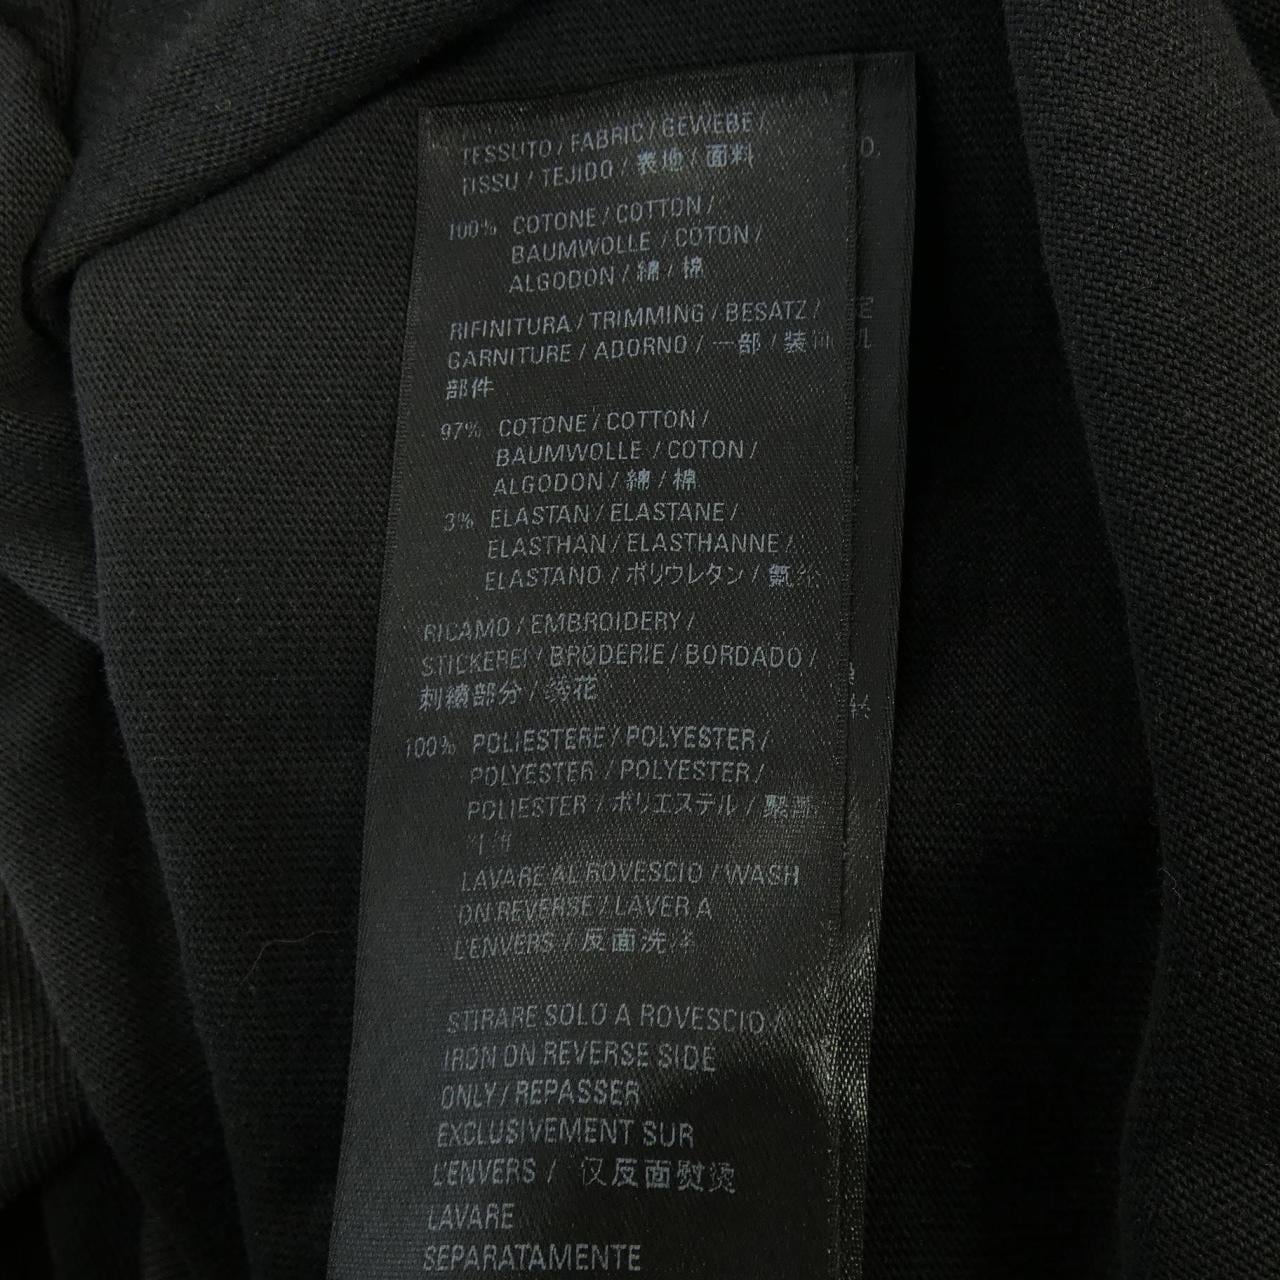 TESSUTO / FABRIC / GEWEBE /
TISSU / TEJIDO / 表地 / 面料
100% COTONE / COTTON /
BAUMWOLLE / COTON /
ALGODON / 綿 / 棉
RIFINITURA / TRIMMING / BESATZ /
GARNITURE / ADORNO / 一部 / 装饰
部件
97% COTONE / COTTON /
BAUMWOLLE / COTON /
ALGODON / 綿 / 棉
3% ELASTAN / ELASTANE /
ELASTHAN / ELASTHANNE /
ELASTANO / ポリウレタン /
RICAMO / EMBROIDERY /
STICKEREI / BRODERIE / BORDADO /
刺繍部分 / 绣花
100% POLIESTERE / POLYESTER /
POLYESTER / POLYESTER /
POLIESTER / ポリエステル /
LAVARE AL ROVESCIO / WASH
ON REVERSE / LAVER A
L'ENVERS / 反面洗涤
STIRARE SOLO A ROVESCIO /
IRON ON REVERSE SIDE
ONLY / REPASSER
EXCLUSIVEMENT SUR
L'ENVERS / 仅反面熨烫
LAVARE
SEPARATAMENTE